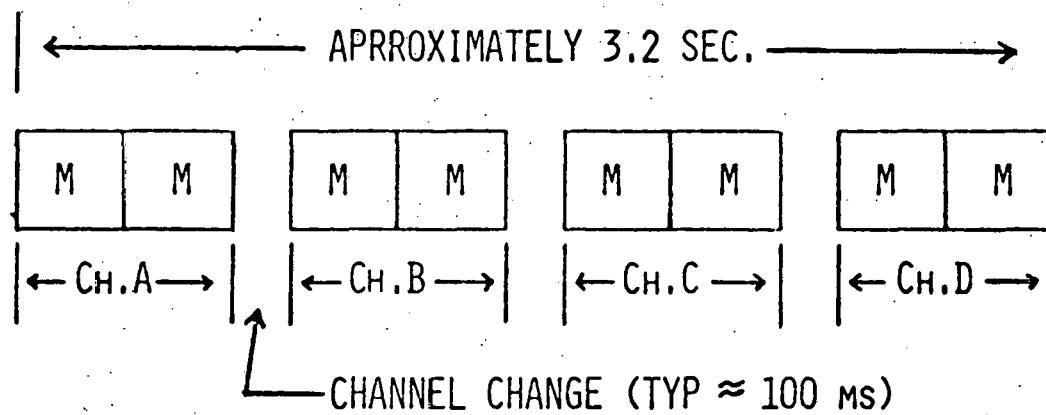 APRROXIMATELY 3.2 SEC.
M M M M M M M M
CH.A CH.B CH.C CH.D
CHANNEL CHANGE (TYP ≈ 100 MS)